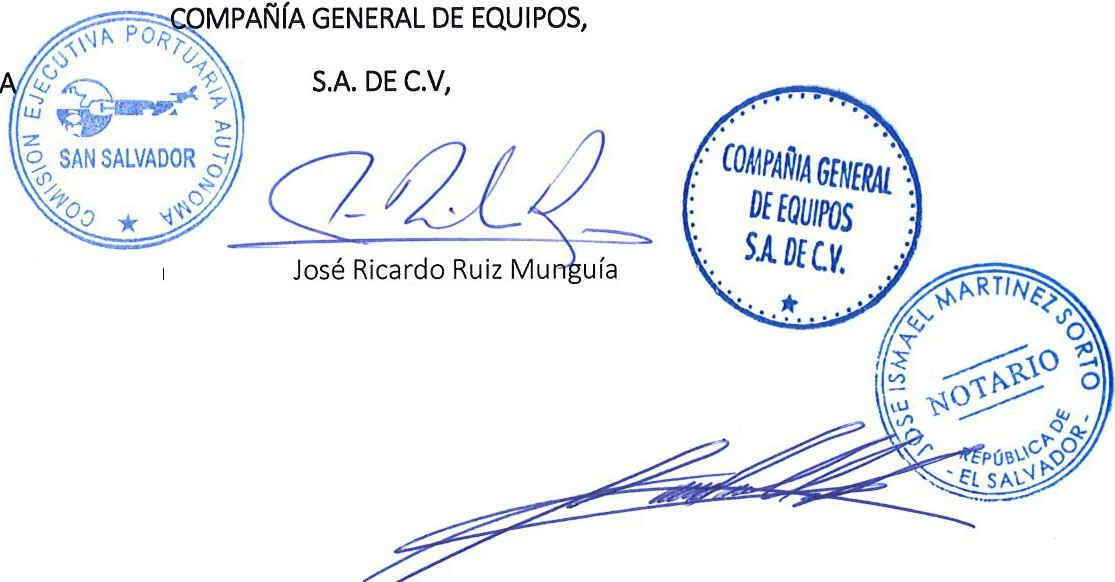 COMPAÑÍA GENERAL DE EQUIPOS,
A
S.A. DE C.V,
COMISION EJECUTIVA PORTUARIA AUTONOMA
SAN SALVADOR
José Ricardo Ruiz Munguía
COMPAÑIA GENERAL
DE EQUIPOS
S.A. DE C.V.
JOSE ISMAEL MARTINEZ SORTO
NOTARIO
REPÚBLICA DE
- EL SALVADOR -